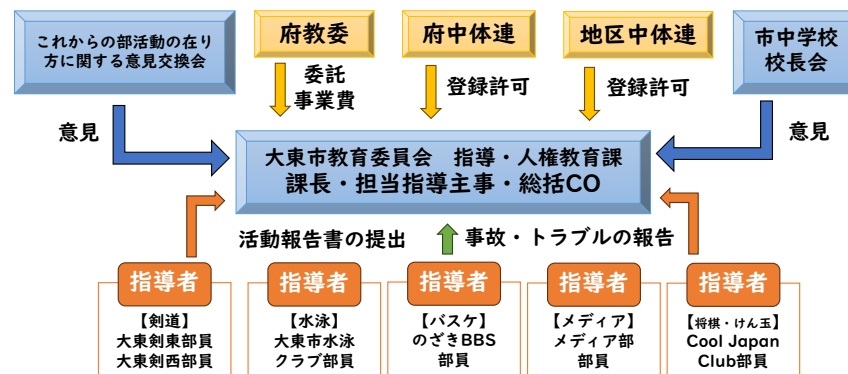 これからの部活動の在り
方に関する意見交換会
府教委
府中体連
地区中体連
市中学校
校長会
委託
事業費
登録許可
登録許可
意見
意見
大東市教育委員会　指導・人権教育課
課長・担当指導主事・総括CO
活動報告書の提出
事故・トラブルの報告
指導者
指導者
指導者
指導者
指導者
【剣道】
大東剣東部員
大東剣西部員
【水泳】
大東市水泳
クラブ部員
【バスケ】
のざきBBS
部員
【メディア】
メディア部
部員
【将棋・けん玉】
Cool Japan
Club部員